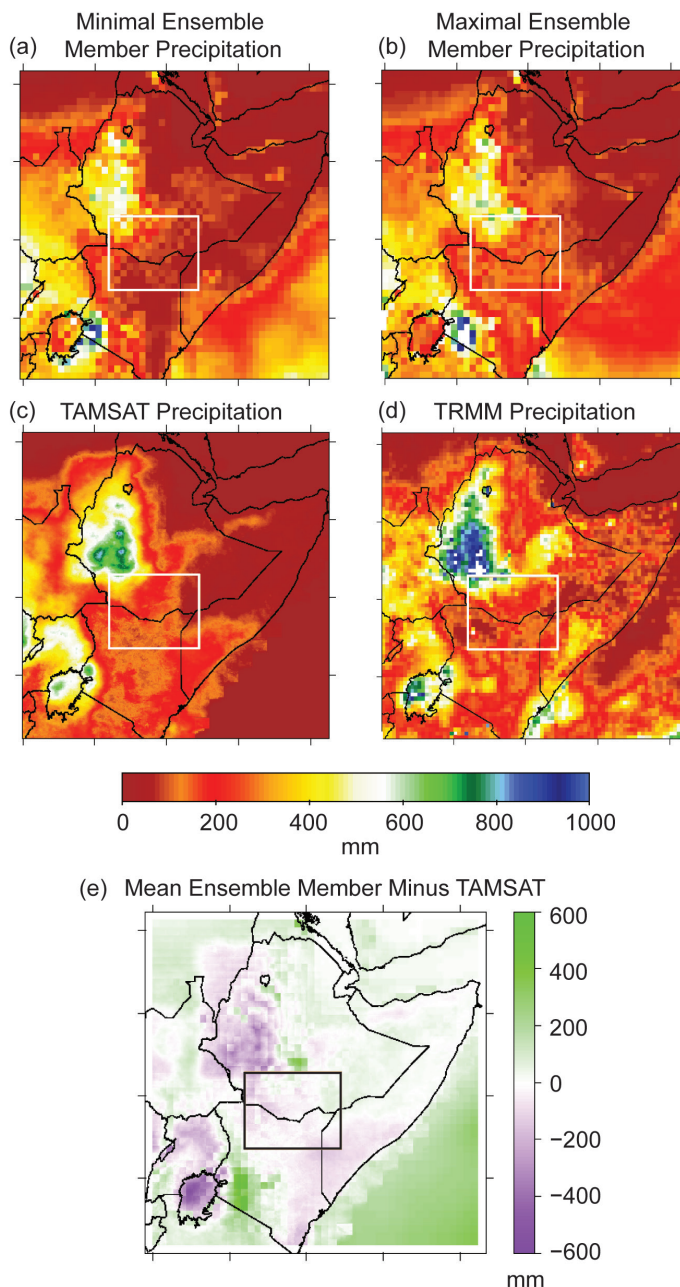 Minimal Ensemble
Member Precipitation
(a)
Maximal Ensemble
Member Precipitation
(b)
(c) TAMSAT Precipitation
(d) TRMM Precipitation
0 200 400 600 800 1000
mm
(e) Mean Ensemble Member Minus TAMSAT
600
400
200
0
−200
−400
−600
mm